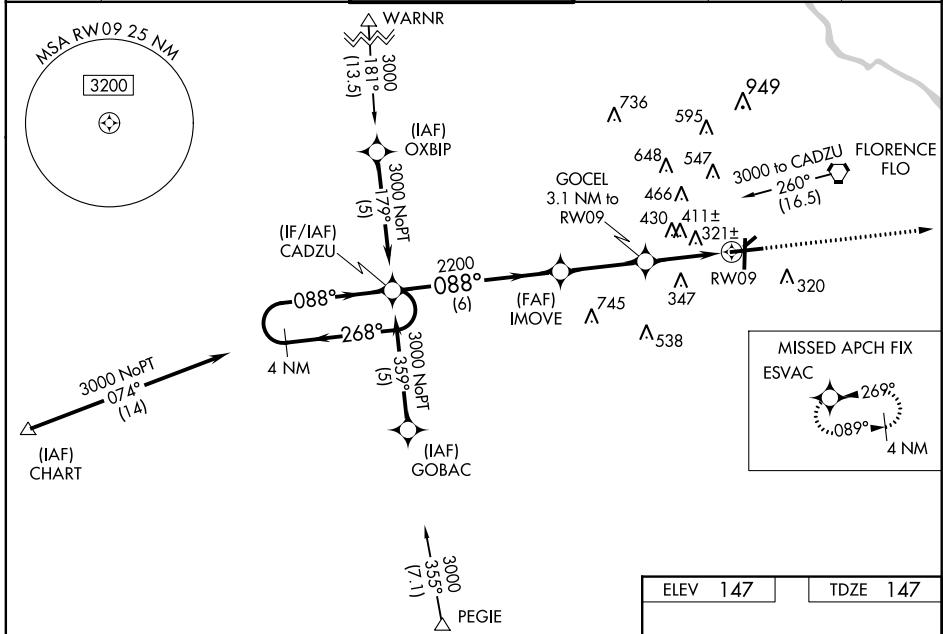 MSA RW09 25 NM
3200
WARNR
3000
181°
(13.5)
(IAF)
OXBIP
3000 NoPT
179°
(5)
(IF/IAF)
CADZU
088°
268°
4 NM
2200
088°
(6)
(FAF)
IMOVE
GOCEL
3.1 NM to
RW09
736
595
949
648
547
466
430
411±
321±
3000 to CADZU
260°
(16.5)
FLORENCE
FLO
RW09
347
320
745
538
3000 NoPT
074°
(14)
(IAF)
CHART
3000 NoPT
359°
(5)
(IAF)
GOBAC
3000
355°
(7.1)
PEGIE
MISSED APCH FIX
ESVAC
269°
089°
4 NM
ELEV 147
TDZE 147